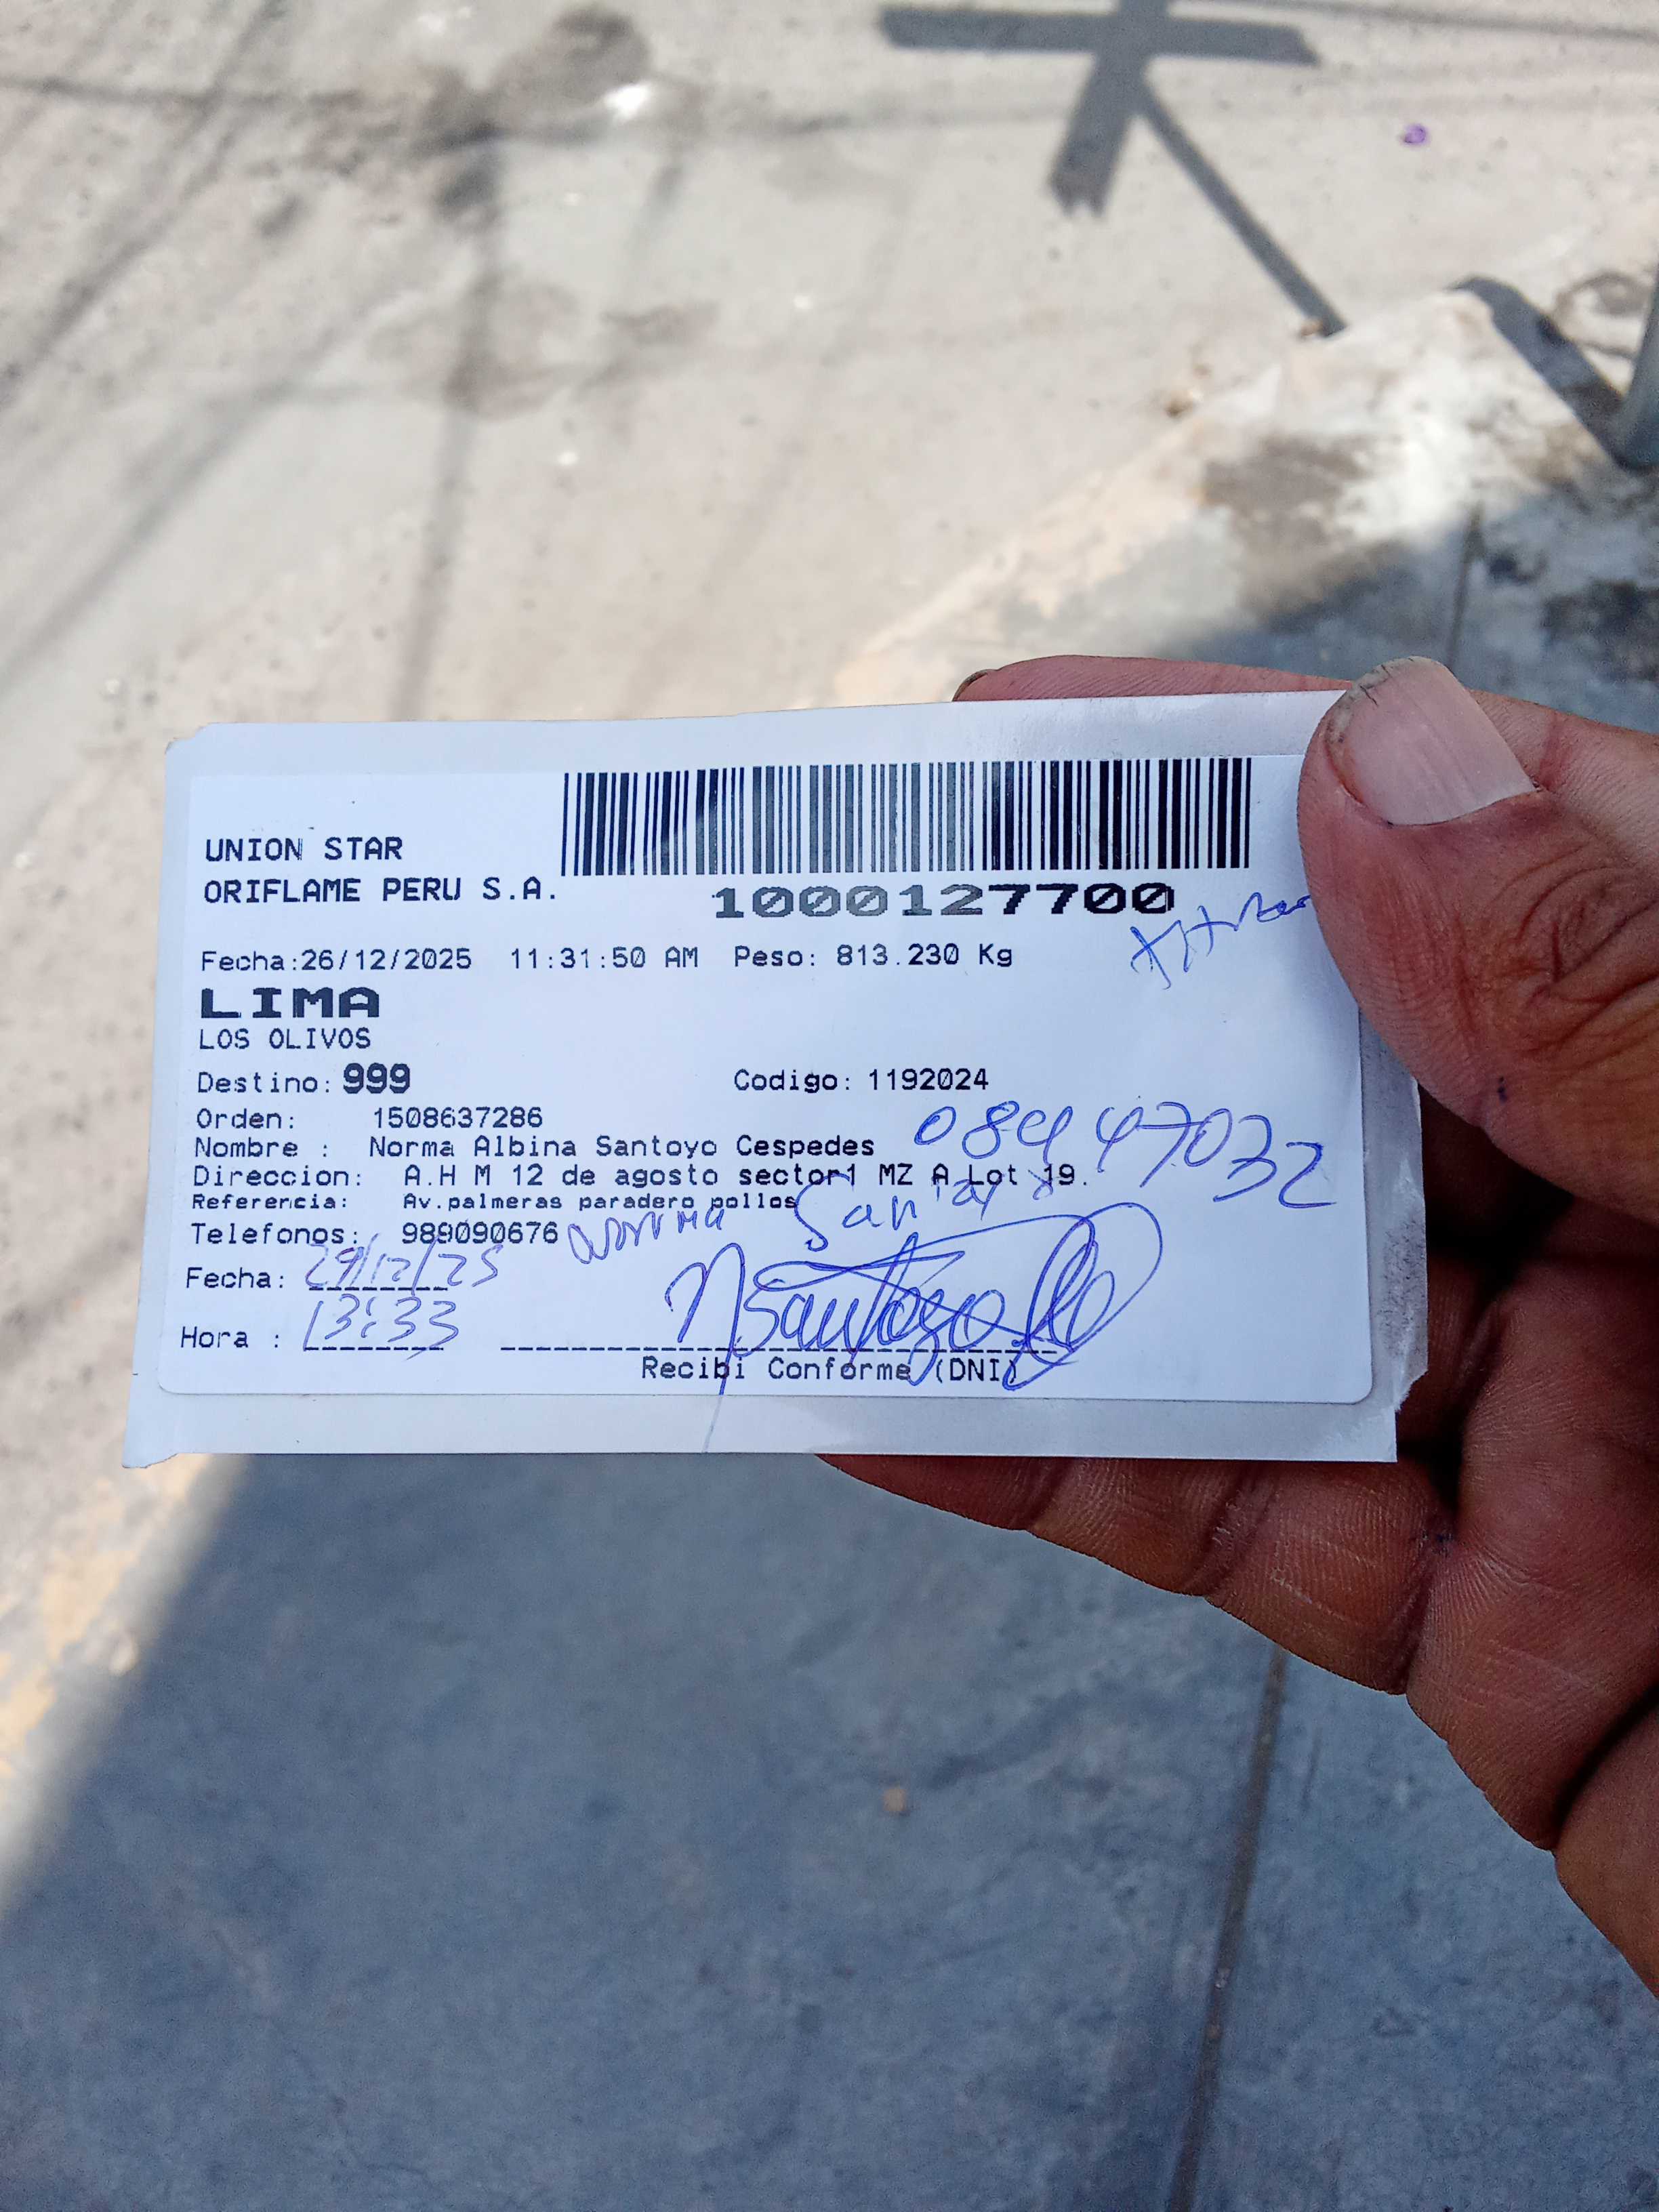 UNION STAR
ORIFLAME PERU S.A.
1000127700
Fecha:26/12/2025 11:31:50 AM Peso: 813.230 Kg
LIMA
LOS OLIVOS
Destino: 999 Codigo: 1192024
Orden: 1508637286
Nombre : Norma Albina Santoyo Cespedes
Direccion: A.H M 12 de agosto sector1 MZ A Lot 19.
Referencia: Av.palmeras paradero pollos
Telefonos: 989090676 Norma Santoyo
Fecha: 29/12/25
Hora : 13:33
NSantoyo
Recibi Conforme (DNI)